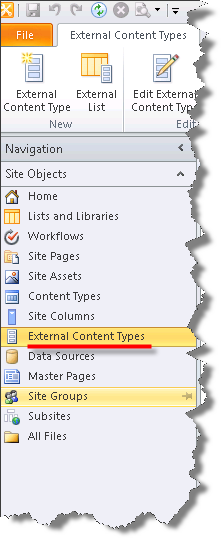 File
External Content Types
External
Content Type
External
List
Edit External
Content Type
New
Navigation
Site Objects
Home
Lists and Libraries
Workflows
Site Pages
Site Assets
Content Types
Site Columns
External Content Types
Data Sources
Master Pages
Site Groups
Subsites
All Files